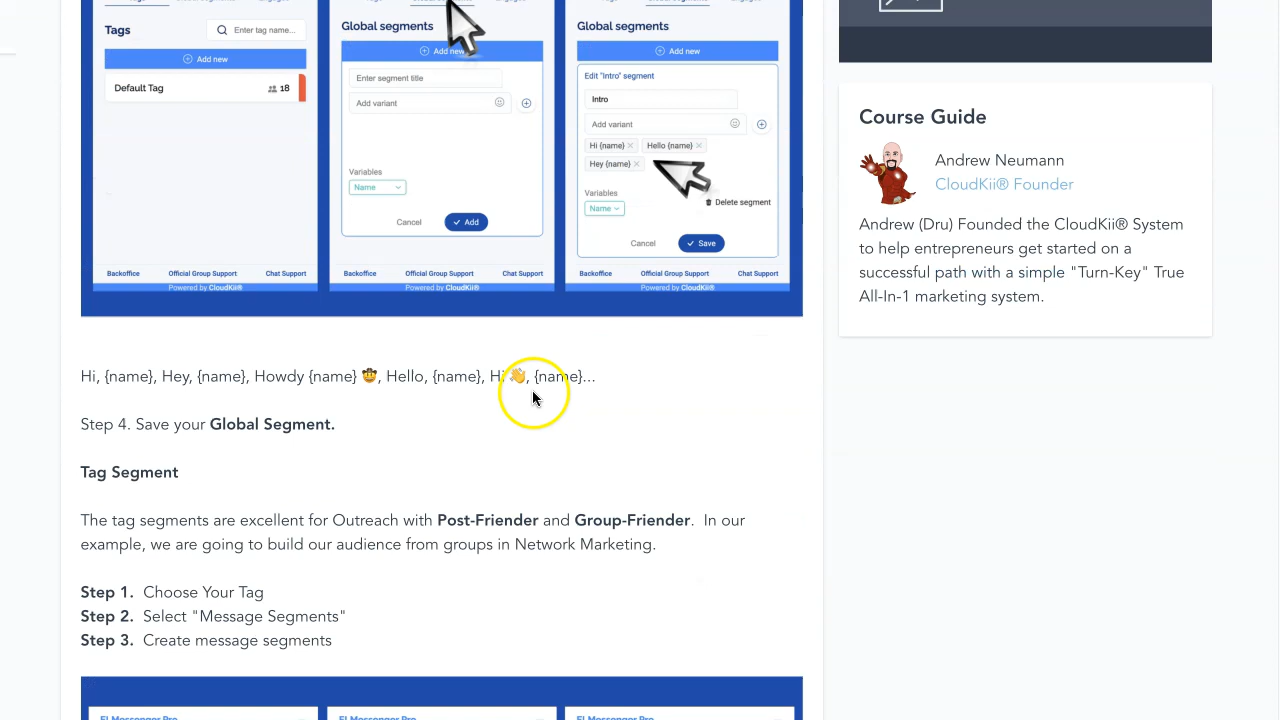 Tags
Enter tag name...
Add new
Default Tag
18
Backoffice Official Group Support Chat Support
Powered by CloudKii®
Global segments
Add new
Enter segment title
Add variant
Variables
Name
Cancel
Add
Backoffice Official Group Support Chat Support
Powered by CloudKii®
Global segments
Add new
Edit "Intro" segment
Intro
Add variant
Hi {name} × Hello {name} ×
Hey {name} ×
Variables
Delete segment
Name
Cancel
Save
Backoffice Official Group Support Chat Support
Powered by CloudKii®
Hi, {name}, Hey, {name}, Howdy {name} 🤠, Hello, {name}, Hi 👋, {name}...
Step 4. Save your Global Segment.
Tag Segment
The tag segments are excellent for Outreach with Post-Friender and Group-Friender. In our
example, we are going to build our audience from groups in Network Marketing.
Step 1. Choose Your Tag
Step 2. Select "Message Segments"
Step 3. Create message segments
Course Guide
Andrew Neumann
CloudKii® Founder
Andrew (Dru) Founded the CloudKii® System
to help entrepreneurs get started on a
successful path with a simple "Turn-Key" True
All-In-1 marketing system.